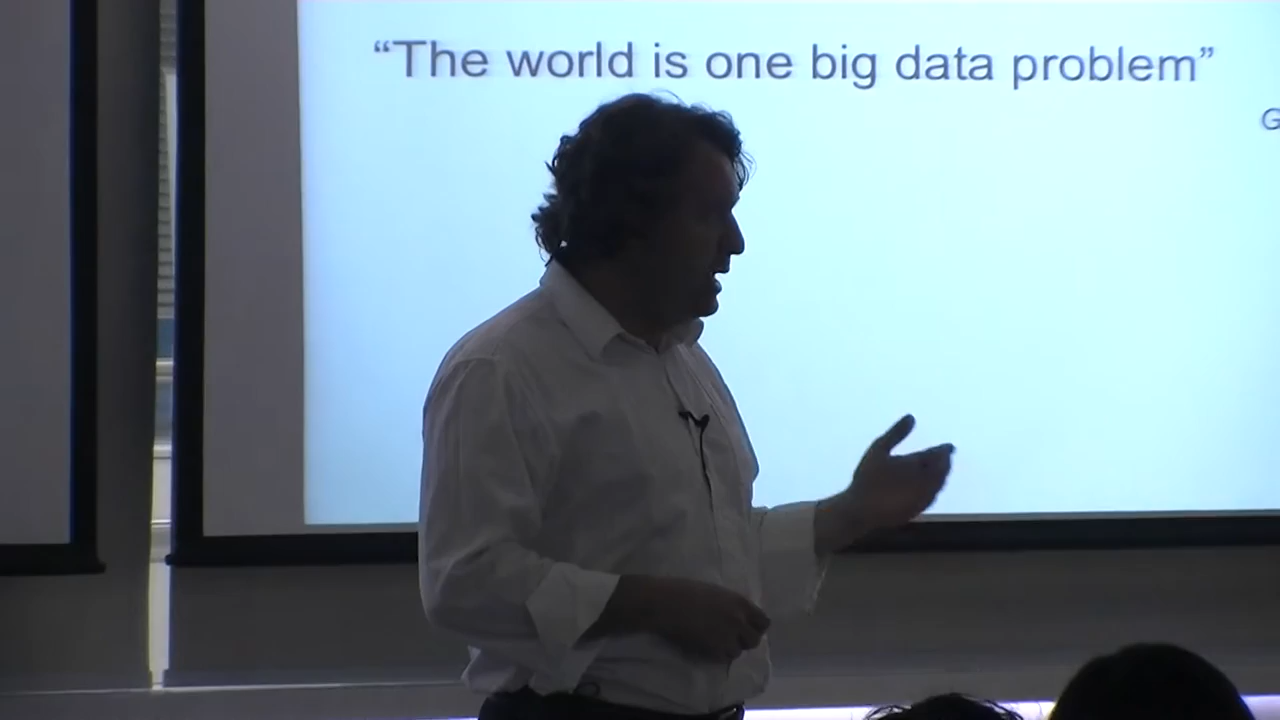 “The world is one big data problem”